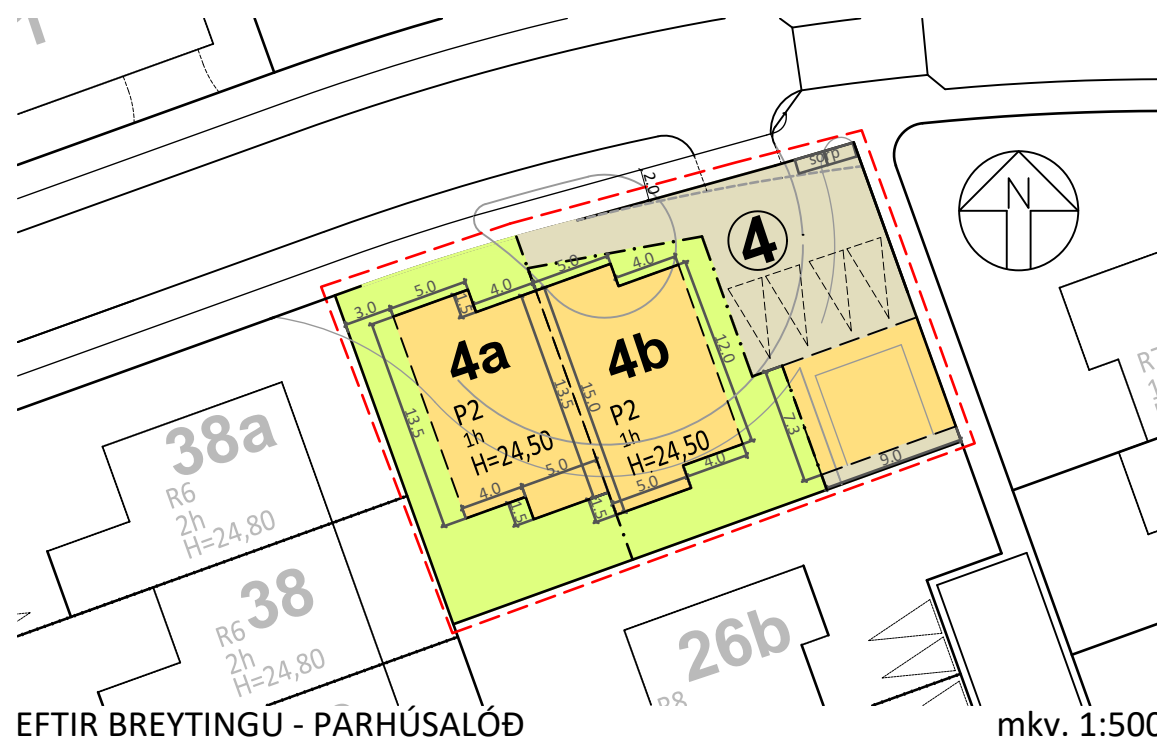 sorp
2.0
4
N
5.0
4.0
5.0
4.0
3.0
1.5
4a
P2
1h
H=24,50
4b
P2
1h
H=24,50
12.0
13.5
13.5
15.0
7.3
9.0
4.0
5.0
5.0
4.0
1.5
1.5
38a
R6
2h
H=24,80
38
R6
2h
H=24,80
26b
R8
EFTIR BREYTINGU - PARHÚSALÓÐ
mkv. 1:500